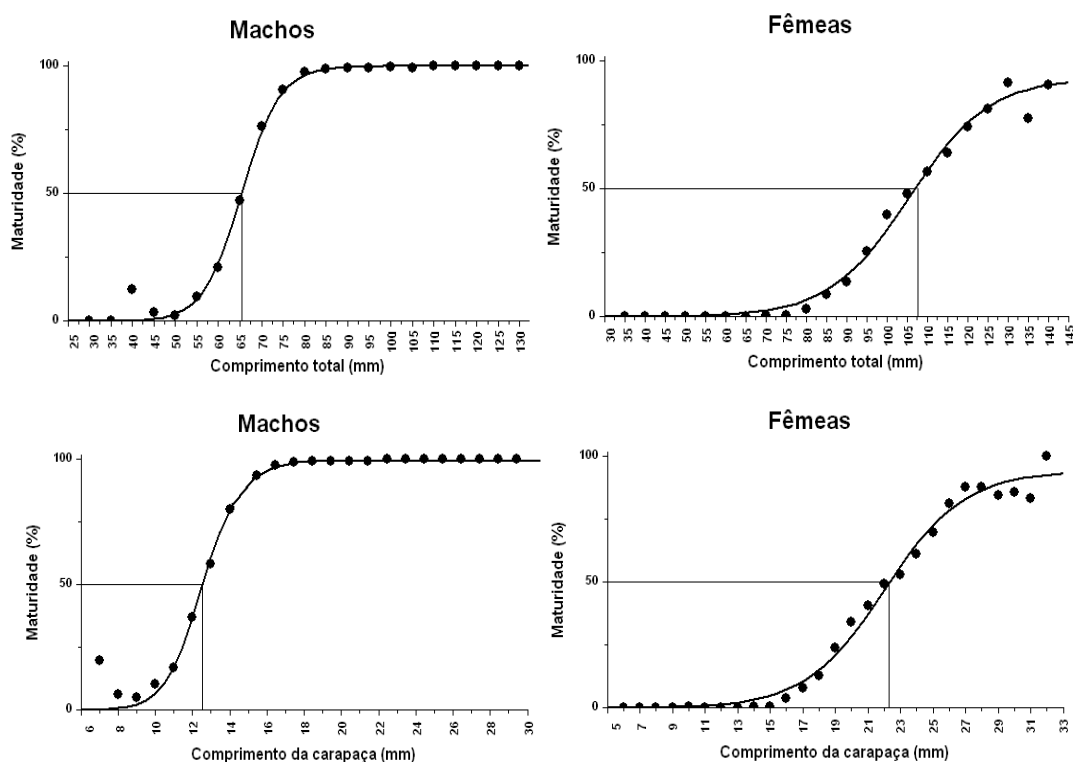 Machos
Fêmeas
Maturidade (%)
100
50
0
25 30 35 40 45 50 55 60 65 70 75 80 85 90 95 100 105 110 115 120 125 130
Comprimento total (mm)
Maturidade (%)
100
50
0
30 35 40 45 50 55 60 65 70 75 80 85 90 95 100 105 110 115 120 125 130 135 140 145
Comprimento total (mm)
Machos
Fêmeas
Maturidade (%)
100
50
0
6 8 10 12 14 16 18 20 22 24 26 28 30
Comprimento da carapaça (mm)
Maturidade (%)
100
50
0
5 7 9 11 13 15 17 19 21 23 25 27 29 31 33
Comprimento da carapaça (mm)